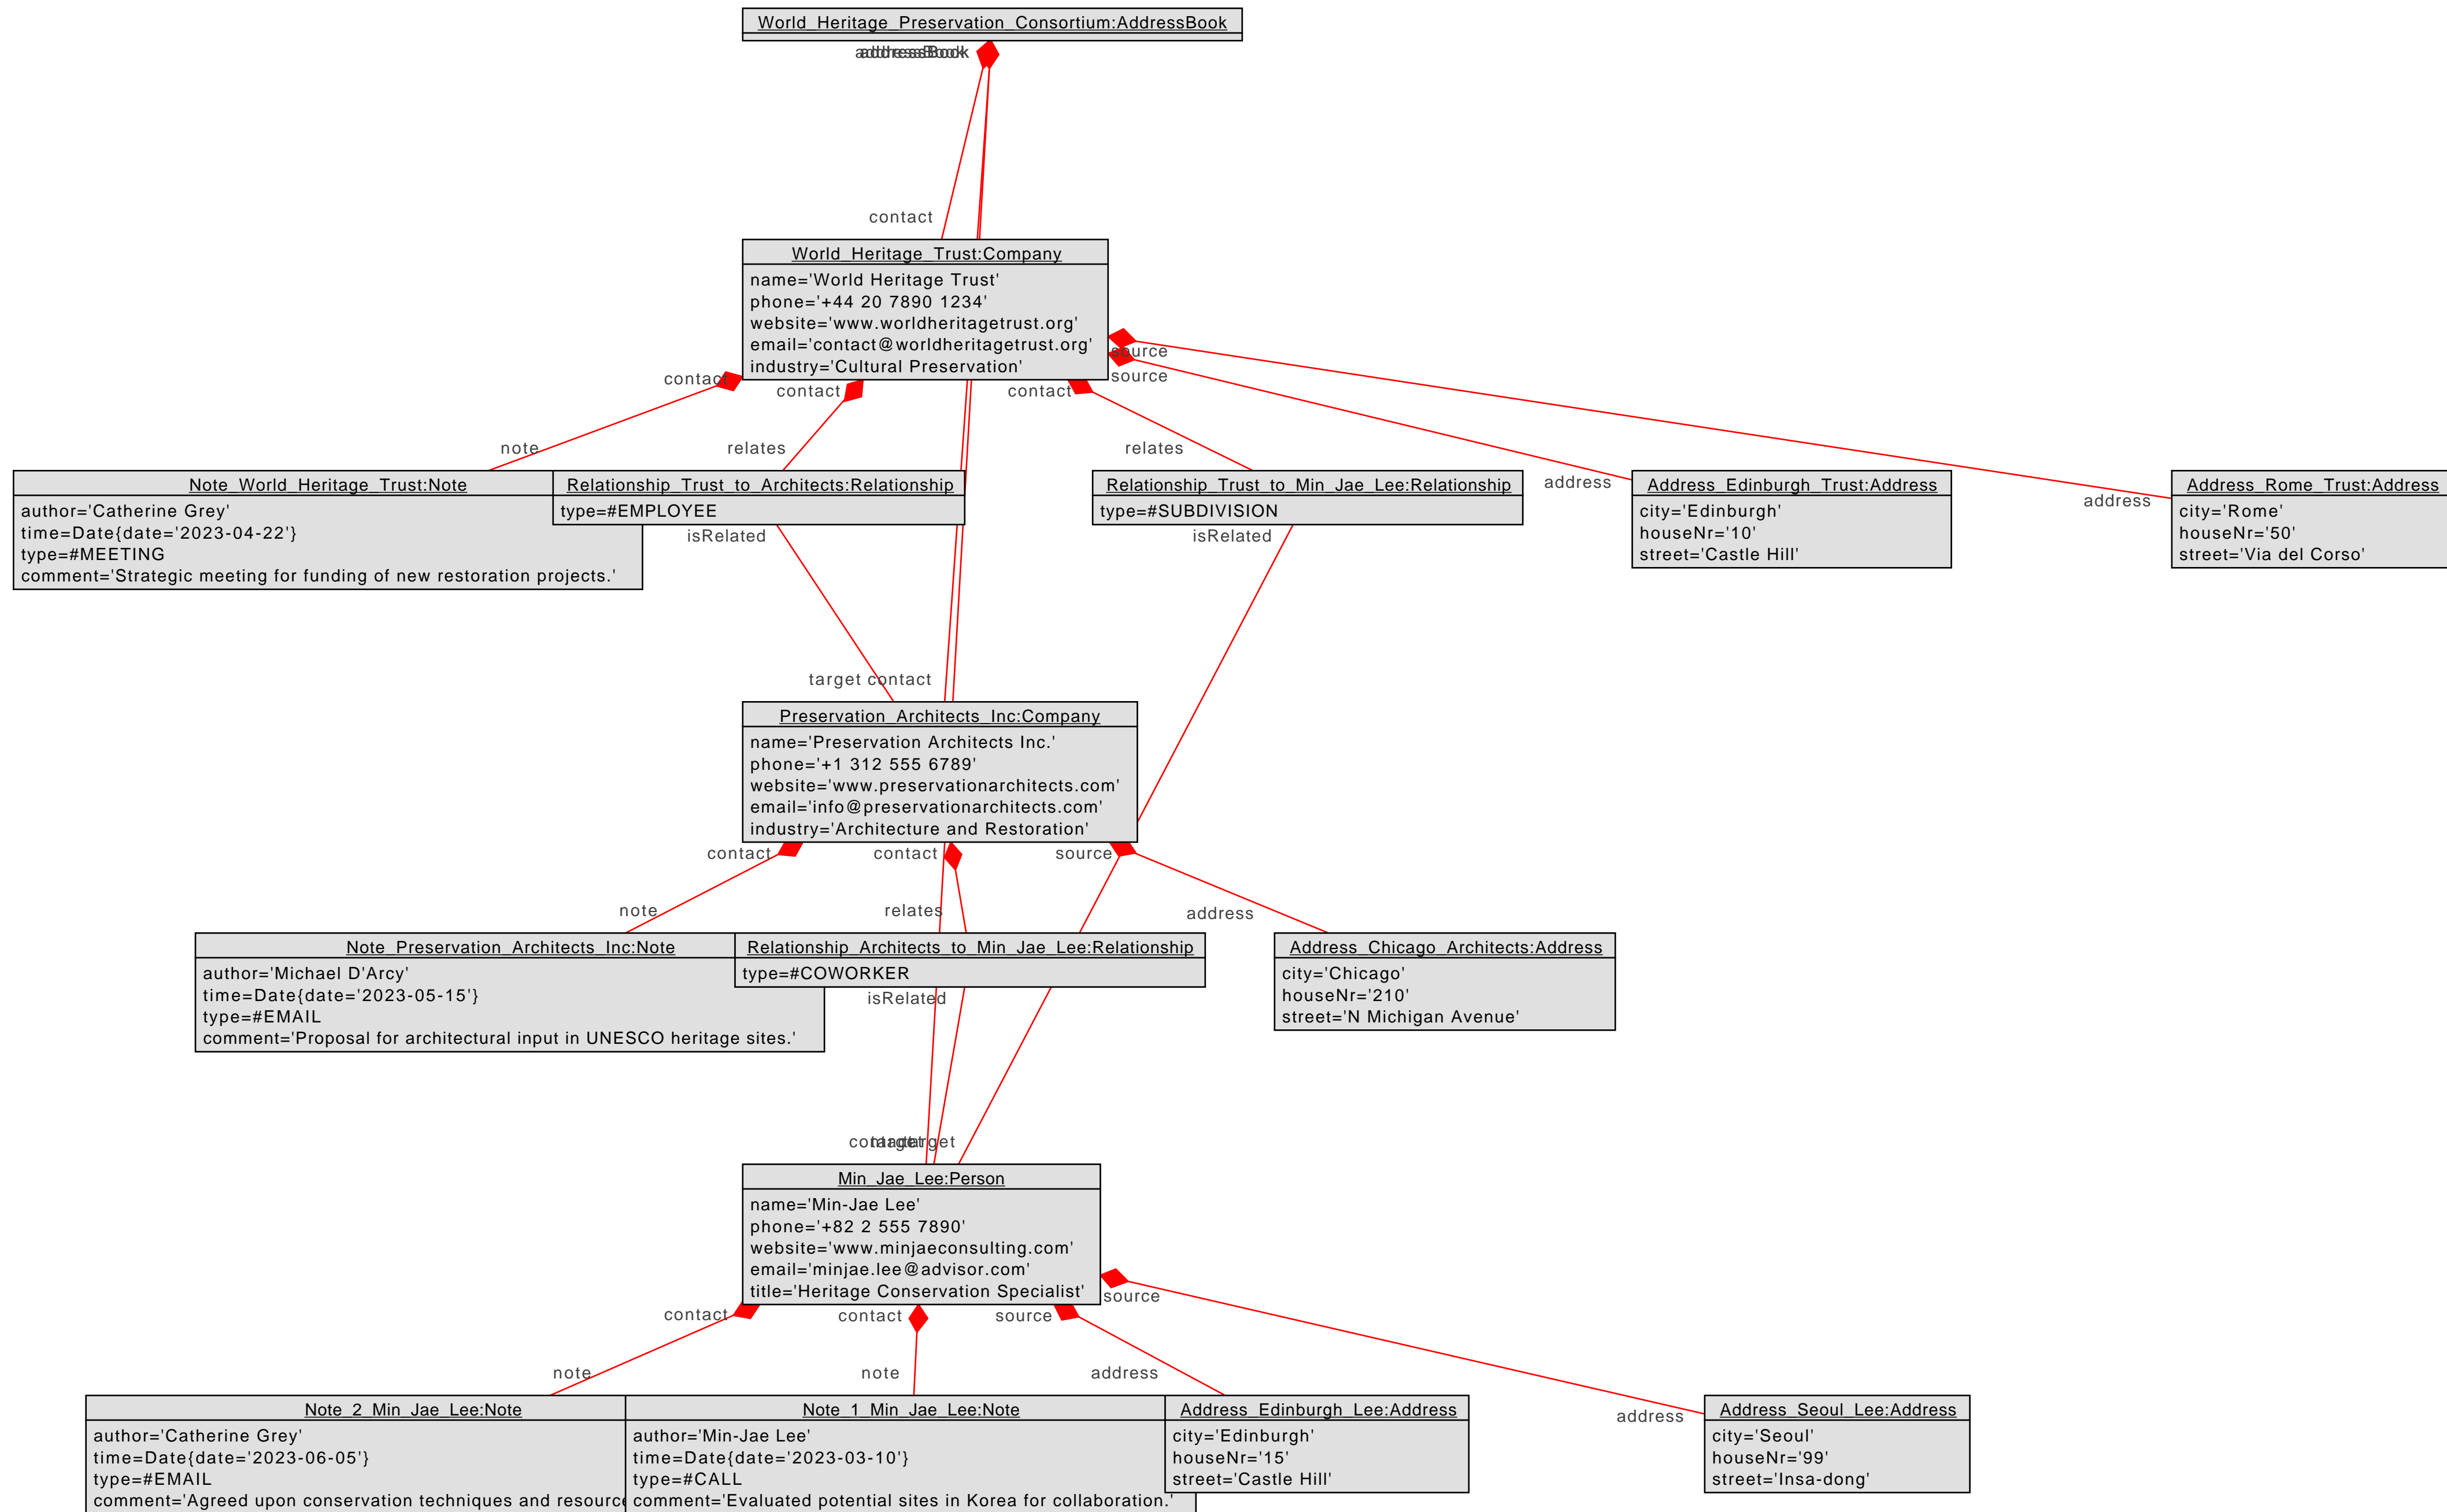 World_Heritage_Preservation_Consortium:AddressBook
addressBook
contact
World_Heritage_Trust:Company
name='World Heritage Trust'
phone='+44 20 7890 1234'
website='www.worldheritagetrust.org'
email='contact@worldheritagetrust.org'
industry='Cultural Preservation'
source
source
contact
contact
contact
note
relates
relates
address
address
Note_World_Heritage_Trust:Note
author='Catherine Grey'
time=Date{date='2023-04-22'}
type=#MEETING
comment='Strategic meeting for funding of new restoration projects.'
Relationship_Trust_to_Architects:Relationship
type=#EMPLOYEE
isRelated
Relationship_Trust_to_Min_Jae_Lee:Relationship
type=#SUBDIVISION
isRelated
Address_Edinburgh_Trust:Address
city='Edinburgh'
houseNr='10'
street='Castle Hill'
Address_Rome_Trust:Address
city='Rome'
houseNr='50'
street='Via del Corso'
target contact
Preservation_Architects_Inc:Company
name='Preservation Architects Inc.'
phone='+1 312 555 6789'
website='www.preservationarchitects.com'
email='info@preservationarchitects.com'
industry='Architecture and Restoration'
contact
contact
source
note
relates
address
Note_Preservation_Architects_Inc:Note
author='Michael D'Arcy'
time=Date{date='2023-05-15'}
type=#EMAIL
comment='Proposal for architectural input in UNESCO heritage sites.'
Relationship_Architects_to_Min_Jae_Lee:Relationship
type=#COWORKER
isRelated
Address_Chicago_Architects:Address
city='Chicago'
houseNr='210'
street='N Michigan Avenue'
Min_Jae_Lee:Person
name='Min-Jae Lee'
phone='+82 2 555 7890'
website='www.minjaeconsulting.com'
email='minjae.lee@advisor.com'
title='Heritage Conservation Specialist'
source
contact
contact
source
note
note
address
address
Note_2_Min_Jae_Lee:Note
author='Catherine Grey'
time=Date{date='2023-06-05'}
type=#EMAIL
comment='Agreed upon conservation techniques and
Note_1_Min_Jae_Lee:Note
author='Min-Jae Lee'
time=Date{date='2023-03-10'}
type=#CALL
comment='Evaluated potential sites in Korea for collaboration.'
Address_Edinburgh_Lee:Address
city='Edinburgh'
houseNr='15'
street='Castle Hill'
Address_Seoul_Lee:Address
city='Seoul'
houseNr='99'
street='Insa-dong'